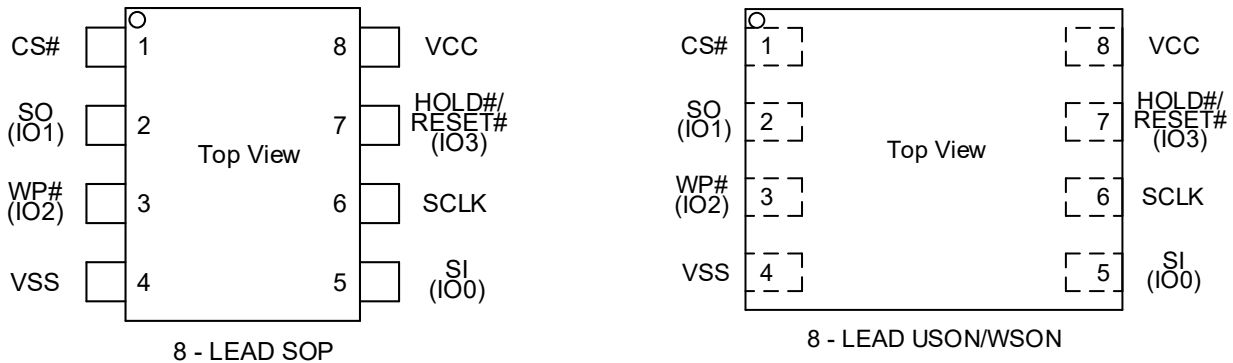 CS#
1
8
VCC
SO
(IO1)
2
7
HOLD#/
RESET#
(IO3)
Top View
WP#
(IO2)
3
6
SCLK
VSS
4
5
SI
(IO0)
8 - LEAD SOP
CS#
1
8
VCC
SO
(IO1)
2
7
HOLD#/
RESET#
(IO3)
Top View
WP#
(IO2)
3
6
SCLK
VSS
4
5
SI
(IO0)
8 - LEAD USON/WSON